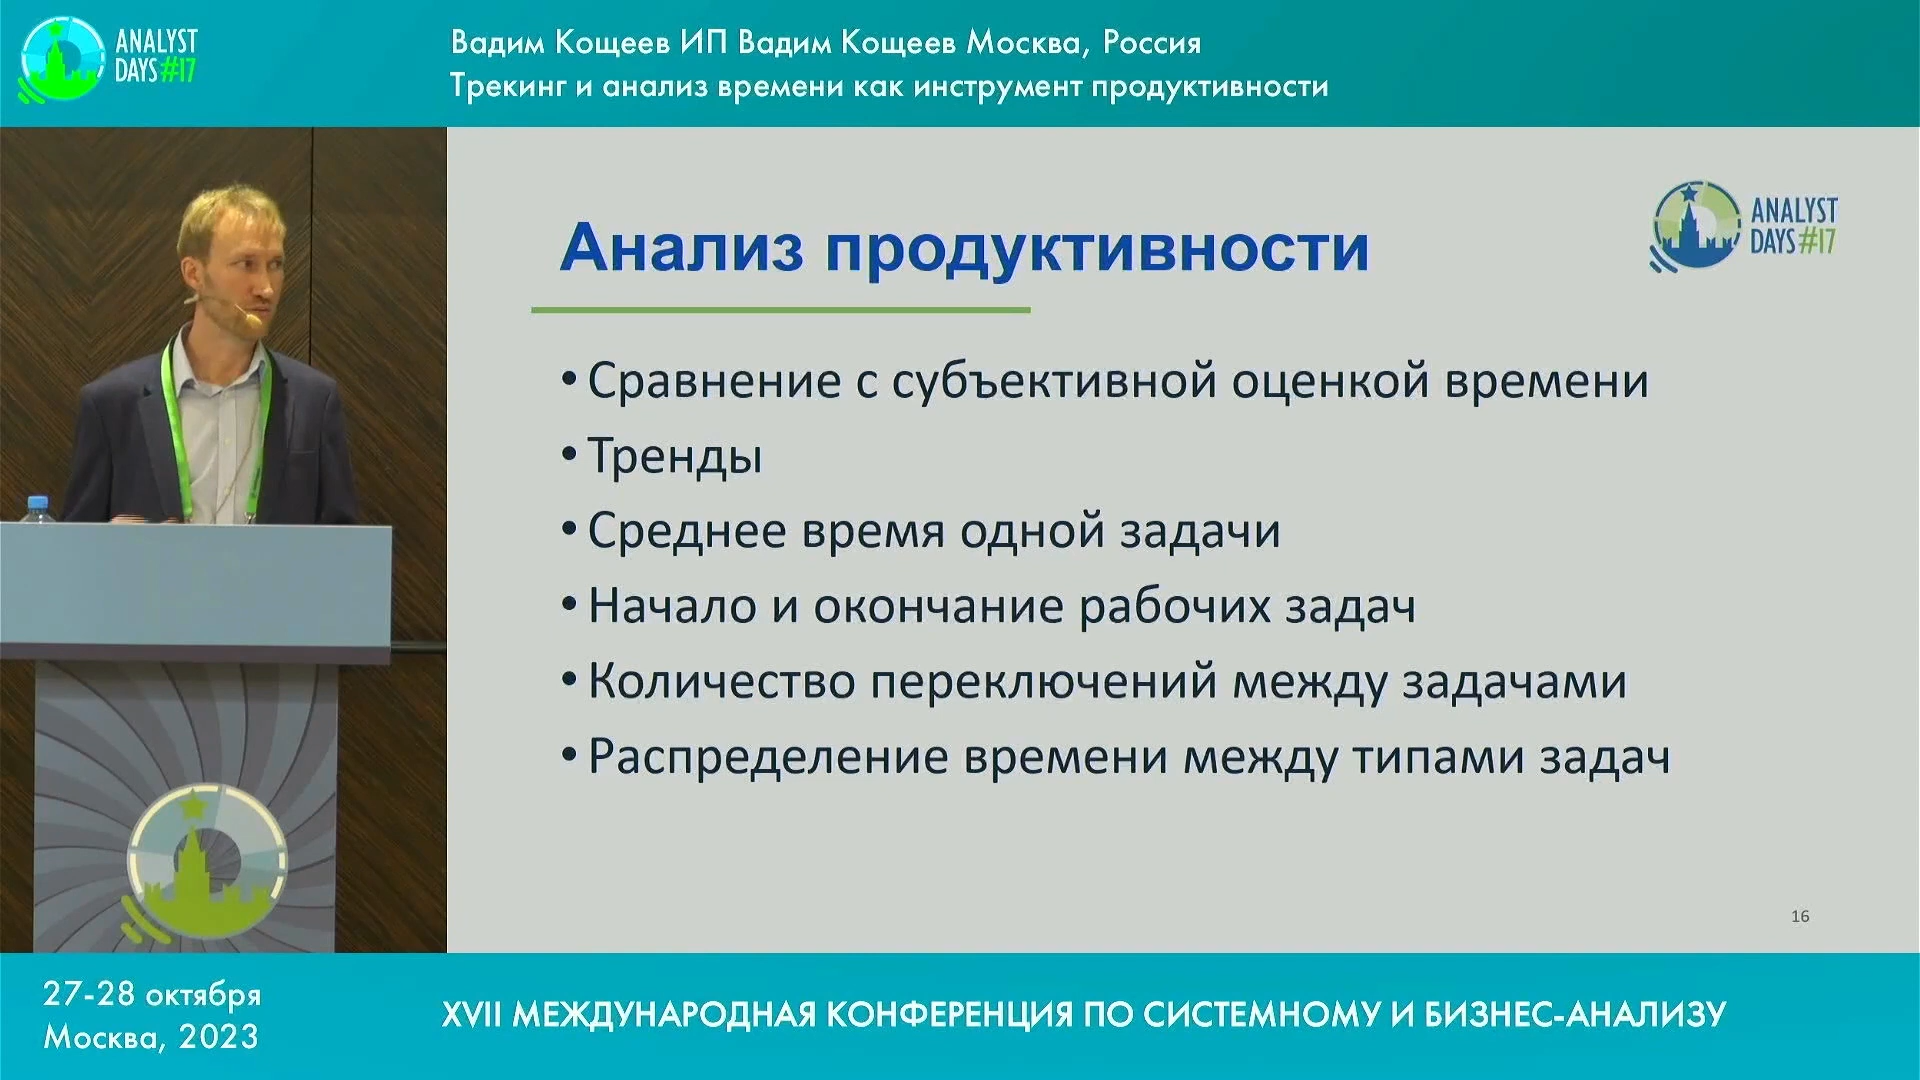 ANALYST
DAYS #17
Вадим Кощеев ИП Вадим Кощеев Москва, Россия
Трекинг и анализ времени как инструмент продуктивности
Анализ продуктивности
ANALYST
DAYS #17
• Сравнение с субъективной оценкой времени
• Тренды
• Среднее время одной задачи
• Начало и окончание рабочих задач
• Количество переключений между задачами
• Распределение времени между типами задач
16
27-28 октября
Москва, 2023
XVII МЕЖДУНАРОДНАЯ КОНФЕРЕНЦИЯ ПО СИСТЕМНОМУ И БИЗНЕС-АНАЛИЗУ